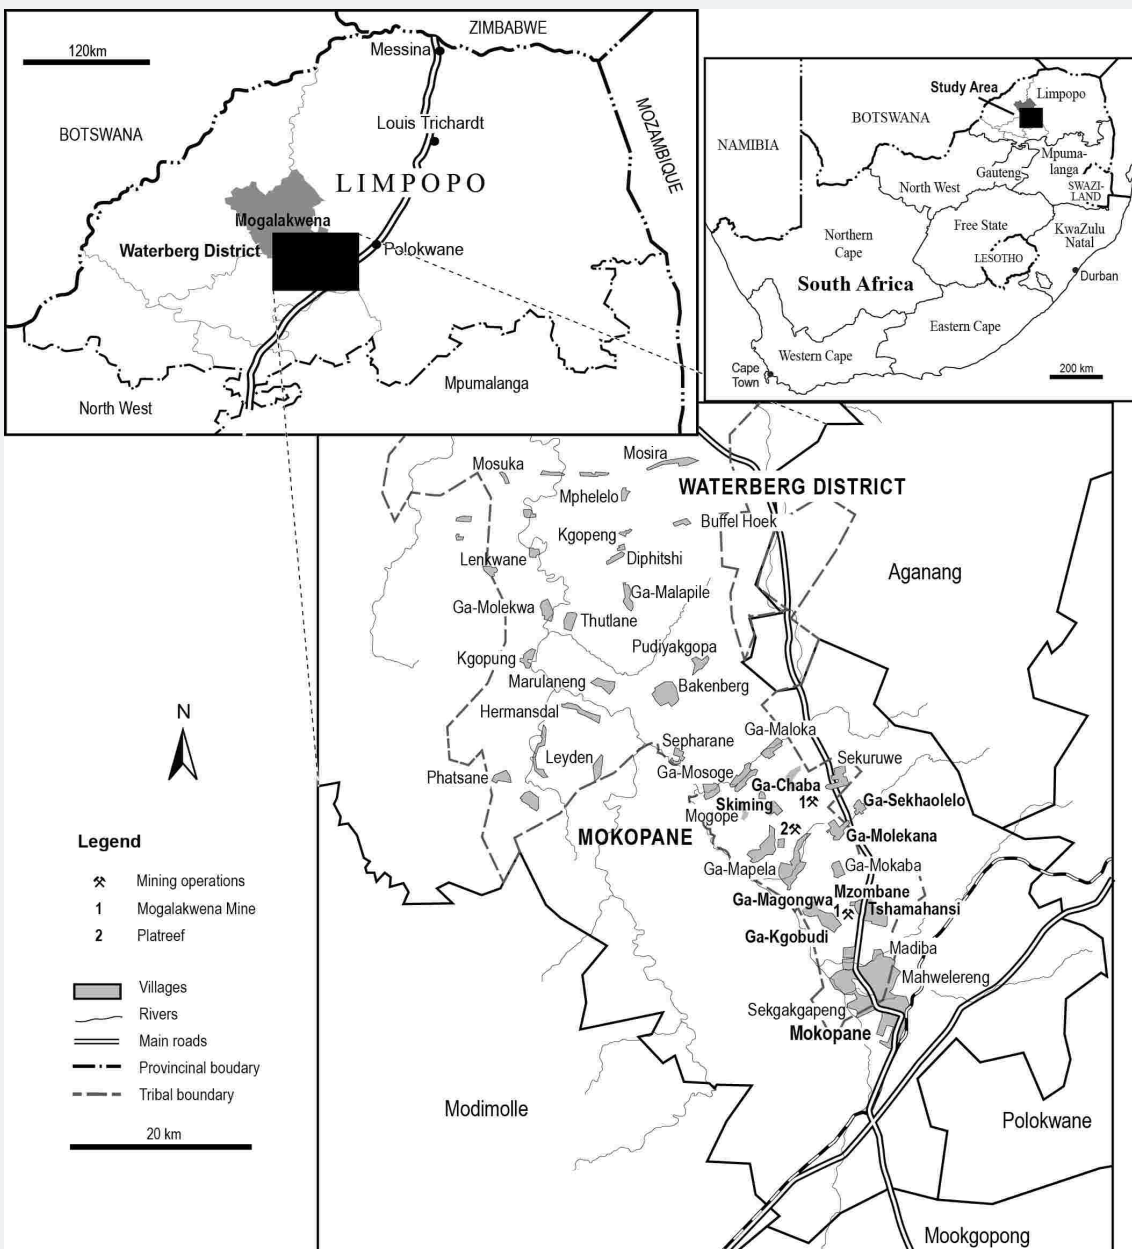 120km
ZIMBABWE
Messina
BOTSWANA
Louis Trichardt
MOZAMBIQUE
LIMPOPO
Mogalakwena
Waterberg District
Polokwane
Mpumalanga
North West
Study Area
Limpopo
BOTSWANA
NAMIBIA
Mpuma-
langa
Gauteng
North West
SWAZI-
LAND
Free State
KwaZulu
Natal
Northern
Cape
LESOTHO
Durban
South Africa
Eastern Cape
Western Cape
Cape
Town
200 km
Mosira
Mosuka
WATERBERG DISTRICT
Mphelelo
Buffel Hoek
Kgopeng
Lenkwane
Diphitshi
Aganang
Ga-Malapile
Ga-Molekwa
Thutlane
Pudiyakgopa
Kgopung
Marulaneng
Bakenberg
Hermansdal
Ga-Maloka
Sepharane
Leyden
Sekuruwe
Ga-Mosoge
Phatsane
Ga-Chaba
Skiming
1
Ga-Sekhaolelo
Mogope
MOKOPANE
2
Ga-Molekana
Ga-Mapela
Ga-Mokaba
Mzombane
Ga-Magongwa
1
Tshamahansi
Ga-Kgobudi
Madiba
Mahwelereng
Sekgakgapeng
Mokopane
Modimolle
Polokwane
Mookgopong
N
Legend
Mining operations
1 Mogalakwena Mine
2 Platreef
Villages
Rivers
Main roads
Provincinal boudary
Tribal boundary
20 km